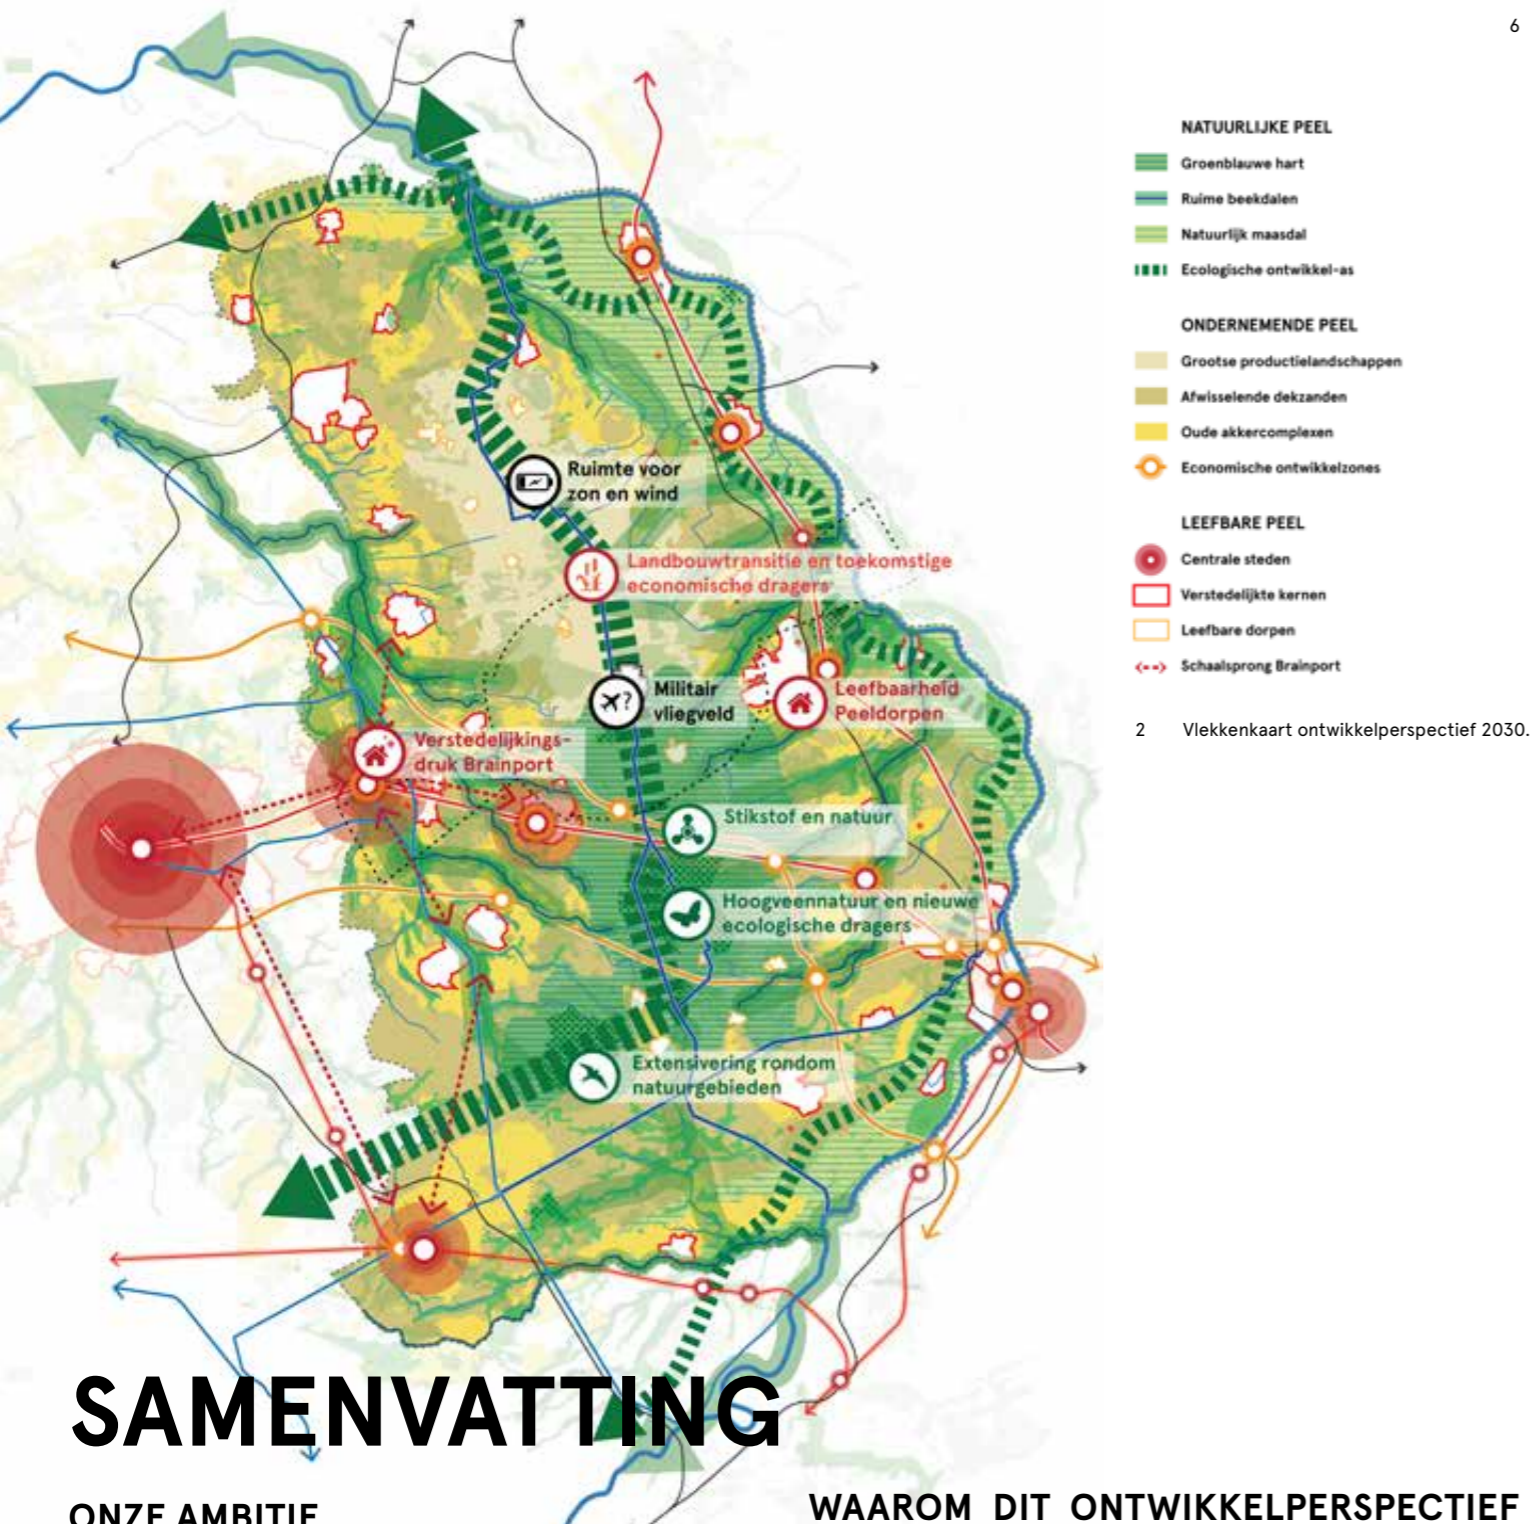 6
NATUURLIJKE PEEL
Groenblauwe hart
Ruime beekdalen
Natuurlijk maasdal
Ecologische ontwikkel-as
ONDERNEMENDE PEEL
Grootse productielandschappen
Afwisselende dekzanden
Oude akkercomplexen
Economische ontwikkelzones
LEEFBARE PEEL
Centrale steden
Verstedelijkte kernen
Leefbare dorpen
Schaalsprong Brainport
2 Vlekkenkaart ontwikkelperspectief 2030.
Ruimte voor
zon en wind
Landbouwtransitie en toekomstige
economische dragers
?
Militair
vliegveld
Leefbaarheid
Peeldorpen
Verstedelijkings-
druk Brainport
Stikstof en natuur
Hoogveennatuur en nieuwe
ecologische dragers
Extensivering rondom
natuurgebieden
SAMENVATTING
ONZE AMBITIE
WAAROM DIT ONTWIKKELPERSPECTIEF